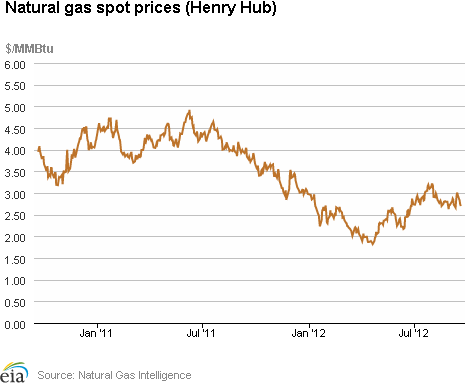 Natural gas spot prices (Henry Hub)
$/MMBtu
6.00
5.50
5.00
4.50
4.00
3.50
3.00
2.50
2.00
1.50
1.00
0.50
0.00
Jan '11
Jul '11
Jan '12
Jul '12
eia
Source: Natural Gas Intelligence